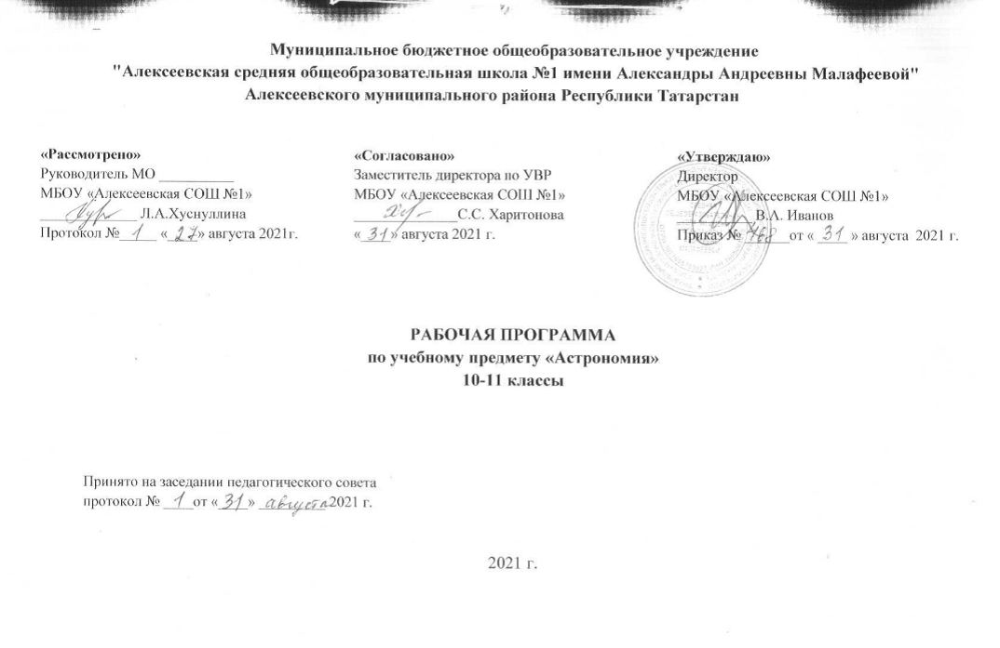 Муниципальное бюджетное общеобразовательное учреждение
"Алексеевская средняя общеобразовательная школа №1 имени Александры Андреевны Малафеевой"
Алексеевского муниципального района Республики Татарстан
«Рассмотрено»
Руководитель МО __________
МБОУ «Алексеевская СОШ №1»
_____________ Л.А.Хуснуллина
Протокол № 1 «27» августа 2021г.
«Согласовано»
Заместитель директора по УВР
МБОУ «Алексеевская СОШ №1»
______________С.С. Харитонова
«31» августа 2021 г.
«Утверждаю»
Директор
МБОУ «Алексеевская СОШ №1»
__________ В.А. Иванов
Приказ № 168 от « 31 » августа 2021 г.
РАБОЧАЯ ПРОГРАММА
по учебному предмету «Астрономия»
10-11 классы
Принято на заседании педагогического совета
протокол № 1 от «31» августа 2021 г.
2021 г.